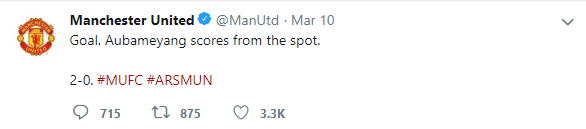 Manchester United @ManUtd · Mar 10
Goal. Aubameyang scores from the spot.
2-0. #MUFC #ARSMUN
715 875 3.3K